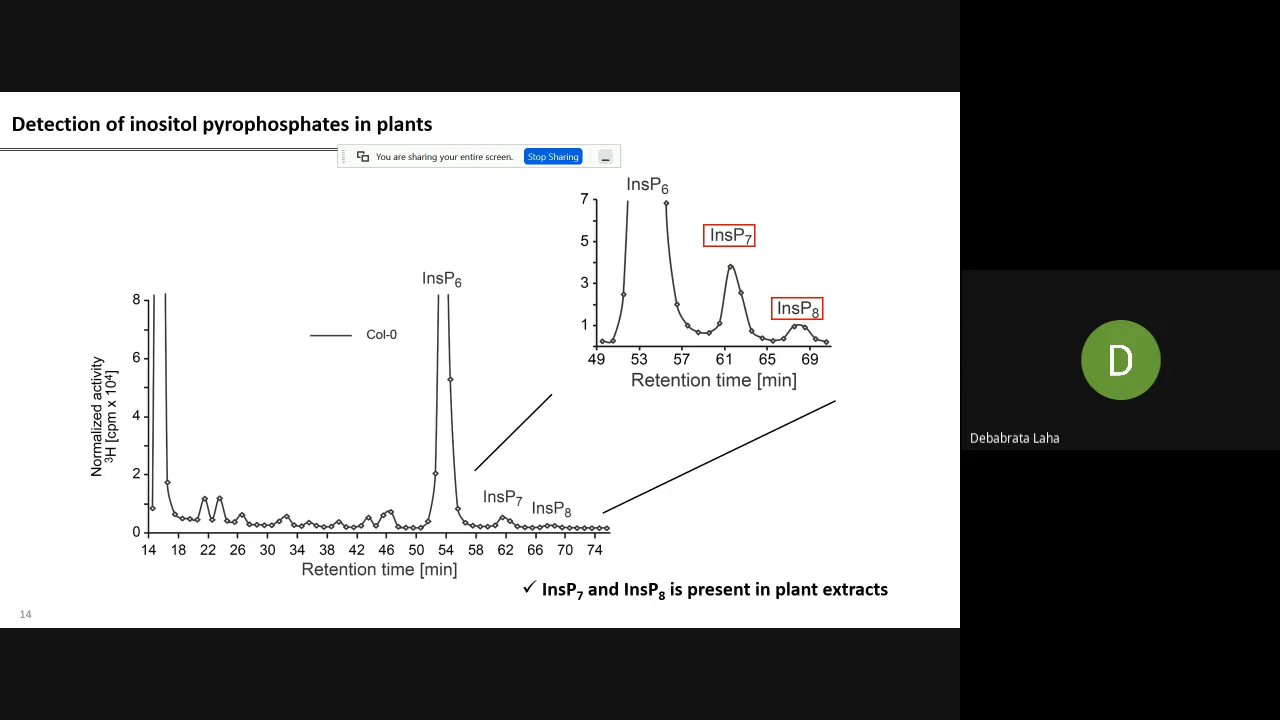 Detection of inositol pyrophosphates in plants
You are sharing your entire screen.
Stop Sharing
InsP6
7
5
3
1
InsP7
InsP8
49 53 57 61 65 69
Retention time [min]
InsP6
Col-0
8
6
4
2
0
Normalized activity
³H [cpm x 10⁴]
InsP7
InsP8
14 18 22 26 30 34 38 42 46 50 54 58 62 66 70 74
Retention time [min]
✓ InsP7 and InsP8 is present in plant extracts
14
D
Debabrata Laha